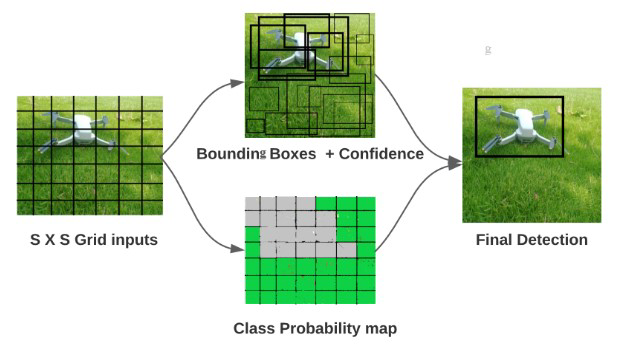 Bounding Boxes + Confidence
S X S Grid inputs
Final Detection
Class Probability map